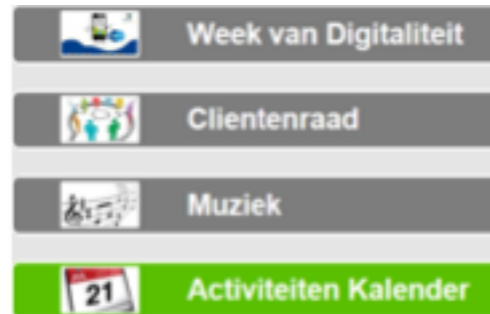 Week van Digitaliteit
Clientenraad
Muziek
21
Activiteiten Kalender